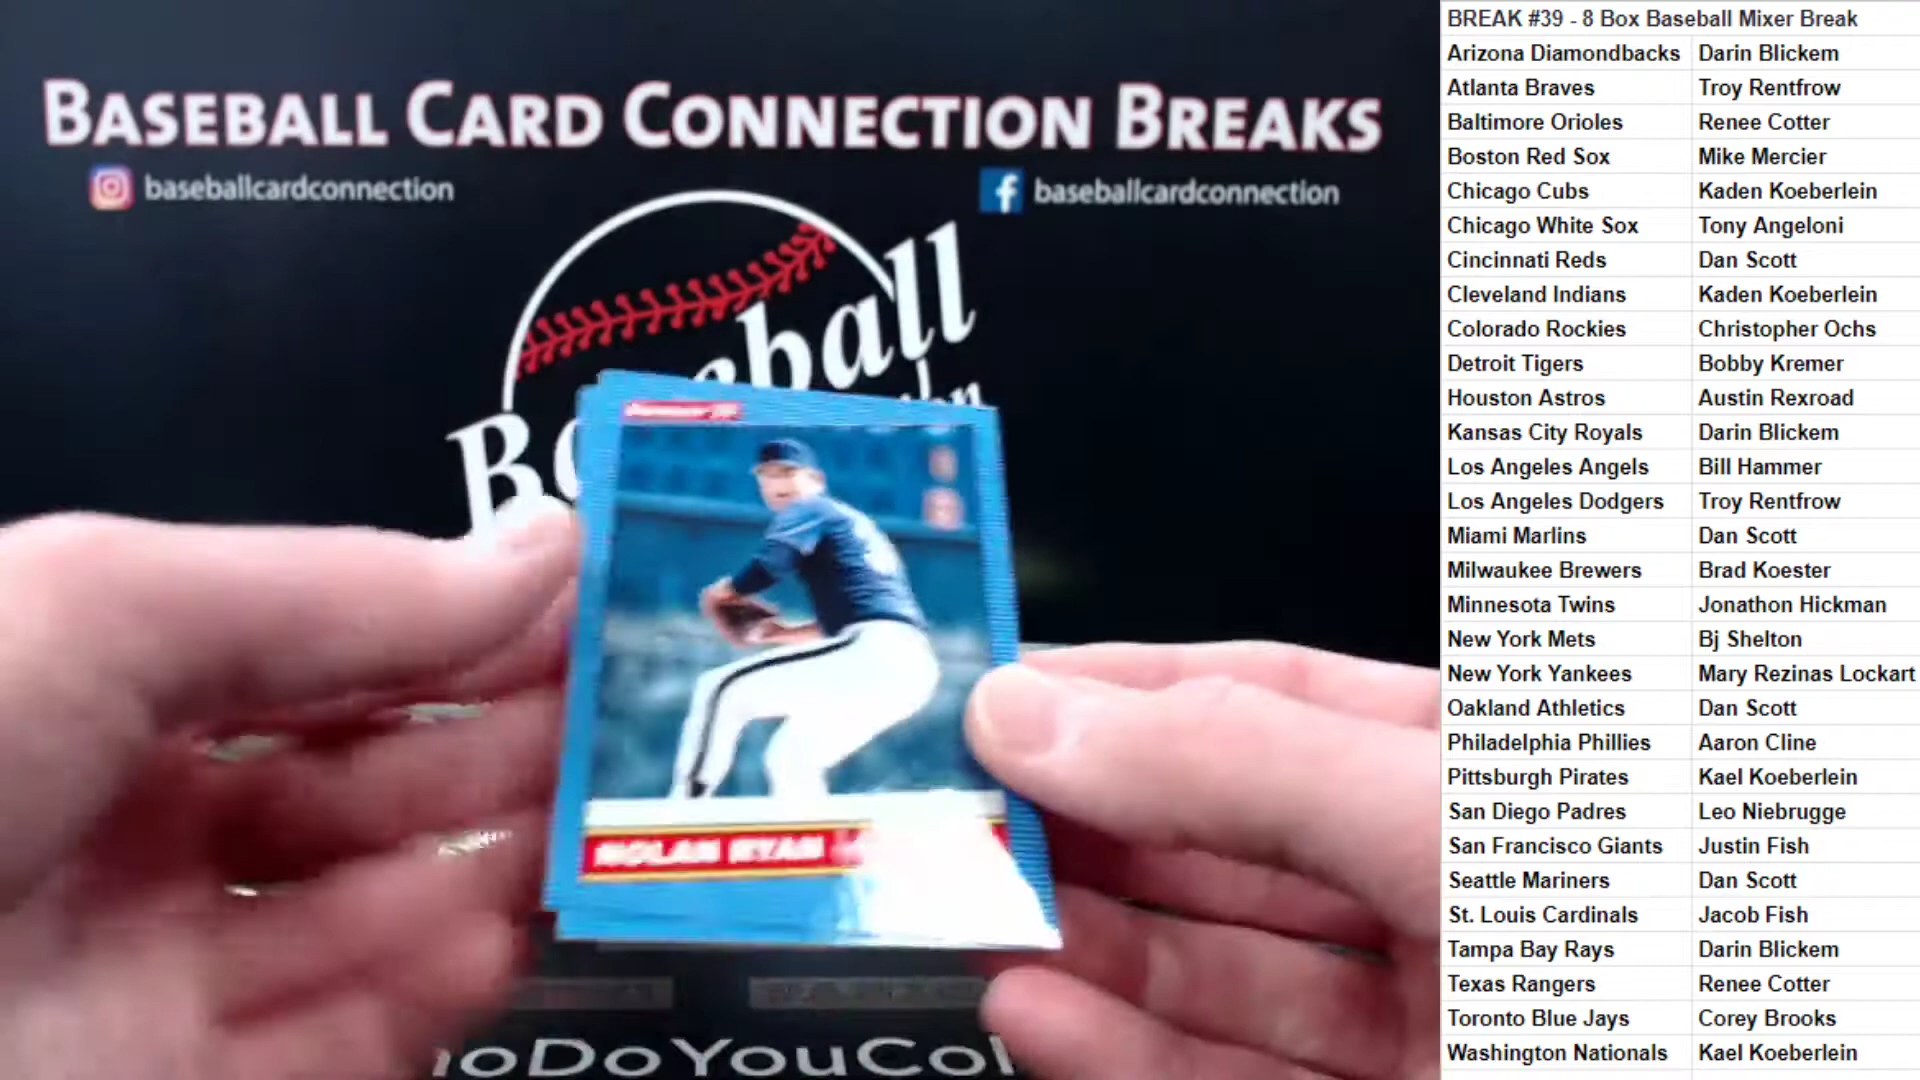 BASEBALL CARD CONNECTION BREAKS
baseballcardconnection
baseballcardconnection
NOLAN RYAN
BREAK #39 - 8 Box Baseball Mixer Break
Arizona Diamondbacks Darin Blickem
Atlanta Braves Troy Rentfrow
Baltimore Orioles Renee Cotter
Boston Red Sox Mike Mercier
Chicago Cubs Kaden Koeberlein
Chicago White Sox Tony Angeloni
Cincinnati Reds Dan Scott
Cleveland Indians Kaden Koeberlein
Colorado Rockies Christopher Ochs
Detroit Tigers Bobby Kremer
Houston Astros Austin Rexroad
Kansas City Royals Darin Blickem
Los Angeles Angels Bill Hammer
Los Angeles Dodgers Troy Rentfrow
Miami Marlins Dan Scott
Milwaukee Brewers Brad Koester
Minnesota Twins Jonathon Hickman
New York Mets Bj Shelton
New York Yankees Mary Rezinas Lockart
Oakland Athletics Dan Scott
Philadelphia Phillies Aaron Cline
Pittsburgh Pirates Kael Koeberlein
San Diego Padres Leo Niebrugge
San Francisco Giants Justin Fish
Seattle Mariners Dan Scott
St. Louis Cardinals Jacob Fish
Tampa Bay Rays Darin Blickem
Texas Rangers Renee Cotter
Toronto Blue Jays Corey Brooks
Washington Nationals Kael Koeberlein